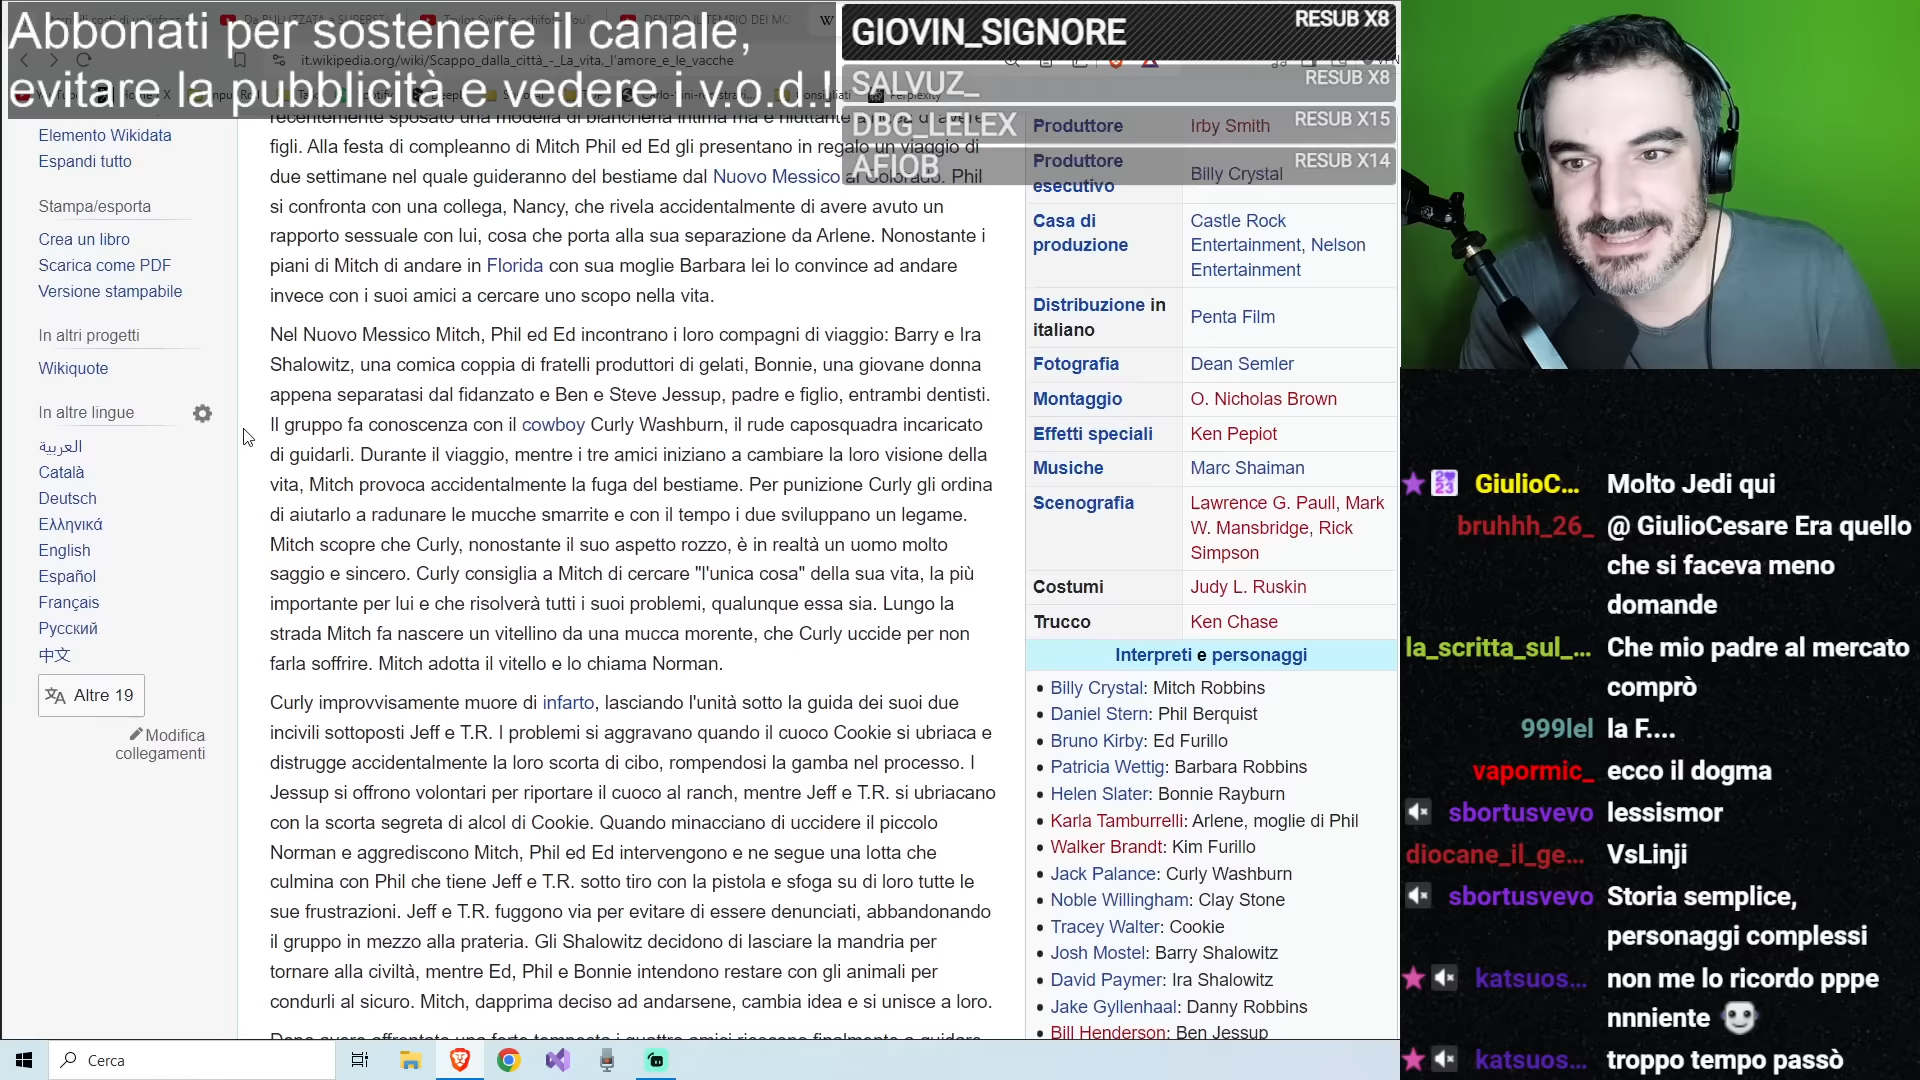 Abbonati per sostenere il canale,
evitare la pubblicità e vedere i v.o.d.!
it.wikipedia.org/wiki/Scappo_dalla_città_-_La_vita,_l'amore_e_le_vacche
GIOVIN_SIGNORE RESUB X8
SALVUZ_ RESUB X8
DBG_LELEX RESUB X15
AFIOB RESUB X14
Elemento Wikidata
Espandi tutto
Stampa/esporta
Crea un libro
Scarica come PDF
Versione stampabile
In altri progetti
Wikiquote
In altre lingue
العربية
Català
Deutsch
Ελληνικά
English
Español
Français
Русский
中文
Altre 19
Modifica
collegamenti
figli. Alla festa di compleanno di Mitch Phil ed Ed gli presentano in regalo un viaggio di
due settimane nel quale guideranno del bestiame dal Nuovo Messico al Colorado. Phil
si confronta con una collega, Nancy, che rivela accidentalmente di avere avuto un
rapporto sessuale con lui, cosa che porta alla sua separazione da Arlene. Nonostante i
piani di Mitch di andare in Florida con sua moglie Barbara lei lo convince ad andare
invece con i suoi amici a cercare uno scopo nella vita.
Nel Nuovo Messico Mitch, Phil ed Ed incontrano i loro compagni di viaggio: Barry e Ira
Shalowitz, una comica coppia di fratelli produttori di gelati, Bonnie, una giovane donna
appena separatasi dal fidanzato e Ben e Steve Jessup, padre e figlio, entrambi dentisti.
Il gruppo fa conoscenza con il cowboy Curly Washburn, il rude caposquadra incaricato
di guidarli. Durante il viaggio, mentre i tre amici iniziano a cambiare la loro visione della
vita, Mitch provoca accidentalmente la fuga del bestiame. Per punizione Curly gli ordina
di aiutarlo a radunare le mucche smarrite e con il tempo i due sviluppano un legame.
Mitch scopre che Curly, nonostante il suo aspetto rozzo, è in realtà un uomo molto
saggio e sincero. Curly consiglia a Mitch di cercare "l'unica cosa" della sua vita, la più
importante per lui e che risolverà tutti i suoi problemi, qualunque essa sia. Lungo la
strada Mitch fa nascere un vitellino da una mucca morente, che Curly uccide per non
farla soffrire. Mitch adotta il vitello e lo chiama Norman.
Curly improvvisamente muore di infarto, lasciando l'unità sotto la guida dei suoi due
incivili sottoposti Jeff e T.R. I problemi si aggravano quando il cuoco Cookie si ubriaca e
distrugge accidentalmente la loro scorta di cibo, rompendosi la gamba nel processo. I
Jessup si offrono volontari per riportare il cuoco al ranch, mentre Jeff e T.R. si ubriacano
con la scorta segreta di alcol di Cookie. Quando minacciano di uccidere il piccolo
Norman e aggrediscono Mitch, Phil ed Ed intervengono e ne segue una lotta che
culmina con Phil che tiene Jeff e T.R. sotto tiro con la pistola e sfoga su di loro tutte le
sue frustrazioni. Jeff e T.R. fuggono via per evitare di essere denunciati, abbandonando
il gruppo in mezzo alla prateria. Gli Shalowitz decidono di lasciare la mandria per
tornare alla civiltà, mentre Ed, Phil e Bonnie intendono restare con gli animali per
condurli al sicuro. Mitch, dapprima deciso ad andarsene, cambia idea e si unisce a loro.
Produttore Irby Smith
Produttore
esecutivo Billy Crystal
Casa di
produzione Castle Rock
Entertainment, Nelson
Entertainment
Distribuzione in
italiano Penta Film
Fotografia Dean Semler
Montaggio O. Nicholas Brown
Effetti speciali Ken Pepiot
Musiche Marc Shaiman
Scenografia Lawrence G. Paull, Mark
W. Mansbridge, Rick
Simpson
Costumi Judy L. Ruskin
Trucco Ken Chase
Interpreti e personaggi
Billy Crystal: Mitch Robbins
Daniel Stern: Phil Berquist
Bruno Kirby: Ed Furillo
Patricia Wettig: Barbara Robbins
Helen Slater: Bonnie Rayburn
Karla Tamburrelli: Arlene, moglie di Phil
Walker Brandt: Kim Furillo
Jack Palance: Curly Washburn
Noble Willingham: Clay Stone
Tracey Walter: Cookie
Josh Mostel: Barry Shalowitz
David Paymer: Ira Shalowitz
Jake Gyllenhaal: Danny Robbins
Bill Henderson: Ben Jessup
GiulioC... Molto Jedi qui
bruhhh_26_ @ GiulioCesare Era quello
che si faceva meno
domande
la_scritta_sul_... Che mio padre al mercato
comprò
999lel la F....
vapormic_ ecco il dogma
sbortusvevo lessismor
diocane_il_ge... VsLinji
sbortusvevo Storia semplice,
personaggi complessi
katsuos... non me lo ricordo pppe
nnniente
katsuos... troppo tempo passò
Cerca